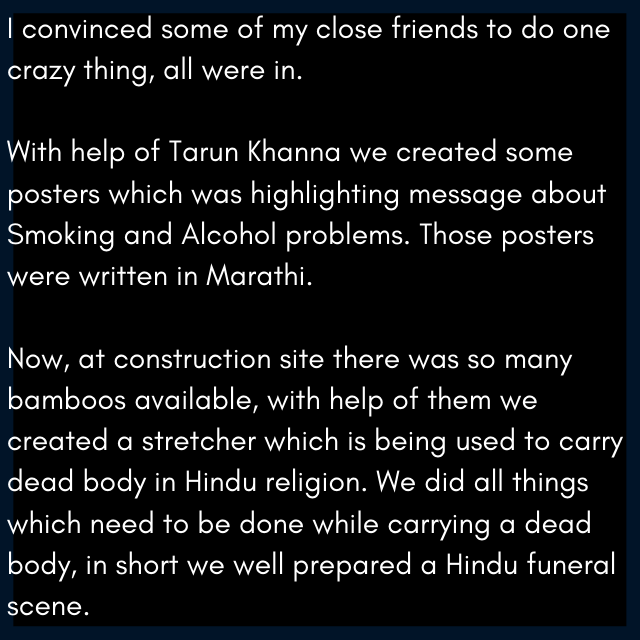 I convinced some of my close friends to do one
crazy thing, all were in.
With help of Tarun Khanna we created some
posters which was highlighting message about
Smoking and Alcohol problems. Those posters
were written in Marathi.
Now, at construction site there was so many
bamboos available, with help of them we
created a stretcher which is being used to carry
dead body in Hindu religion. We did all things
which need to be done while carrying a dead
body, in short we well prepared a Hindu funeral
scene.